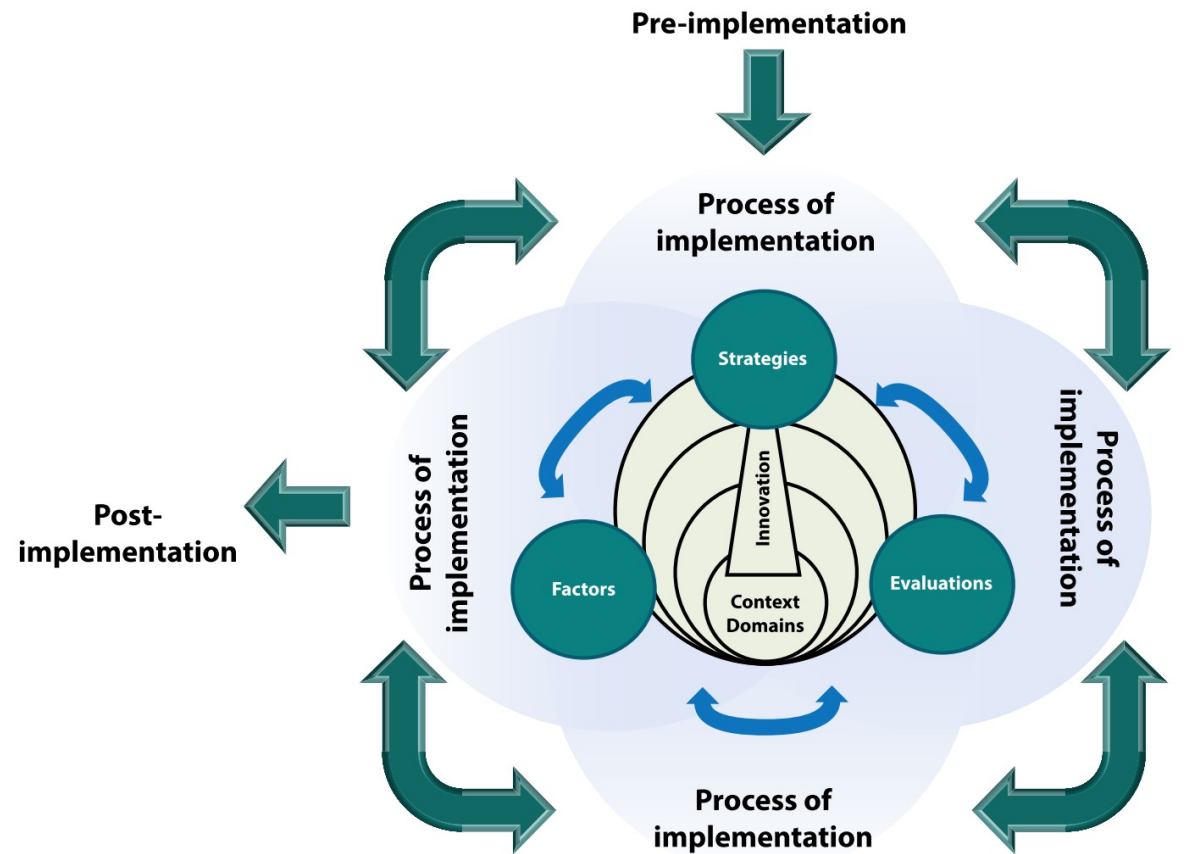 Pre-implementation
Process of
implementation
Strategies
Process of
implementation
Innovation
Process of
implementation
Post-
implementation
Factors
Evaluations
Context
Domains
Process of
implementation